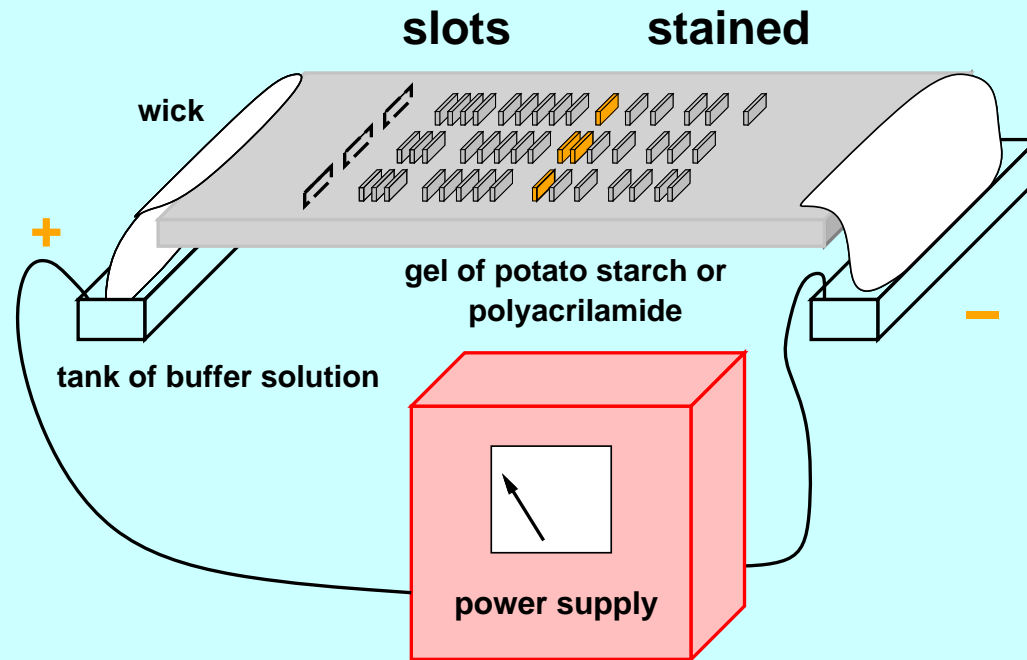 slots stained
wick
+
gel of potato starch or
polyacrilamide
−
tank of buffer solution
power supply